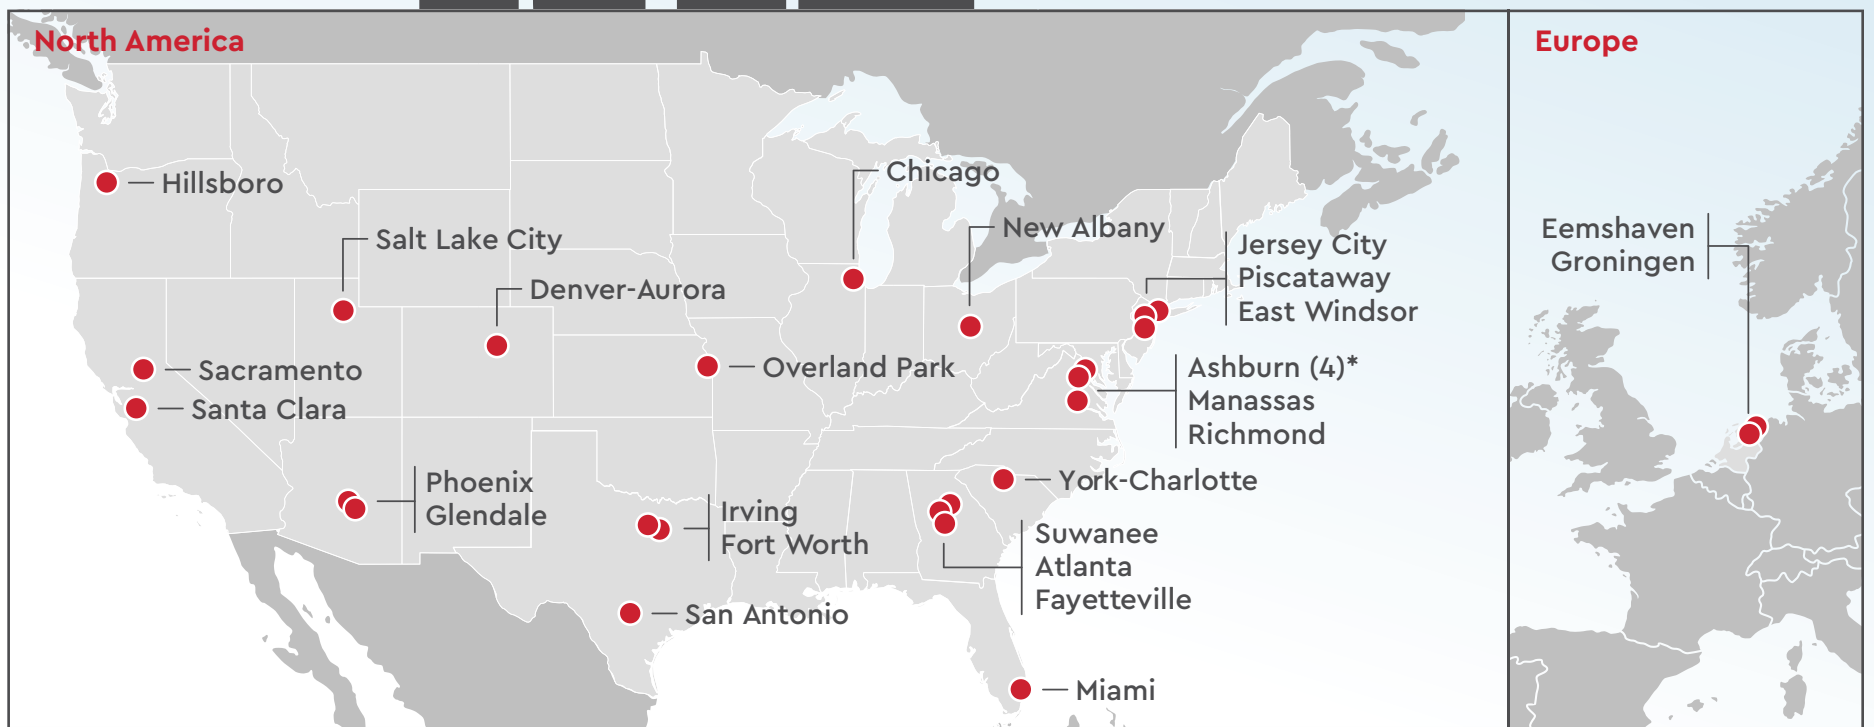 North America
Europe
Hillsboro
Chicago
Salt Lake City
New Albany
Jersey City
Piscataway
East Windsor
Eemshaven
Groningen
Denver-Aurora
Sacramento
Overland Park
Ashburn (4)*
Manassas
Richmond
Santa Clara
Phoenix
Glendale
York-Charlotte
Irving
Fort Worth
Suwanee
Atlanta
Fayetteville
San Antonio
Miami